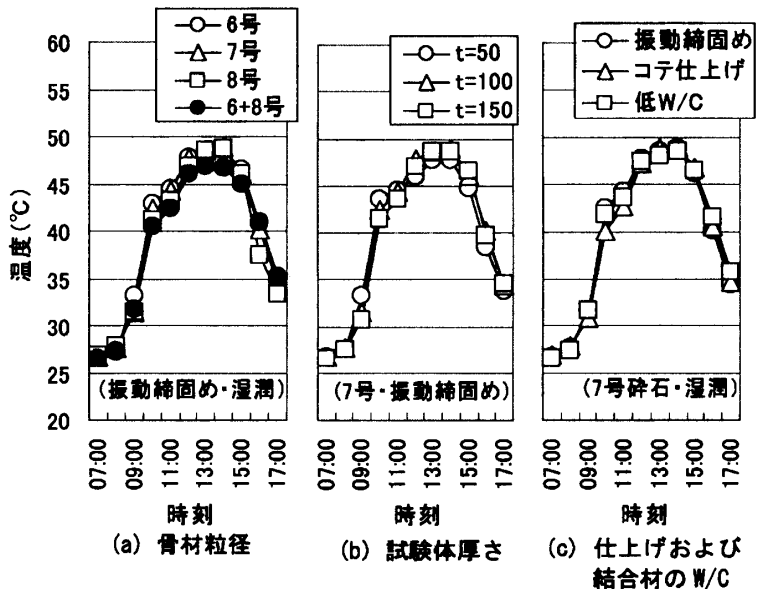 温度(℃)
60
55
50
45
40
35
30
25
20
6号
7号
8号
6+8号
(振動締固め・湿潤)
07:00
09:00
11:00
13:00
15:00
17:00
時刻
(a) 骨材粒径
t=50
t=100
t=150
(7号・振動締固め)
07:00
09:00
11:00
13:00
15:00
17:00
時刻
(b) 試験体厚さ
振動締固め
コテ仕上げ
低W/C
(7号砕石・湿潤)
07:00
09:00
11:00
13:00
15:00
17:00
時刻
(c) 仕上げおよび
結合材のW/C